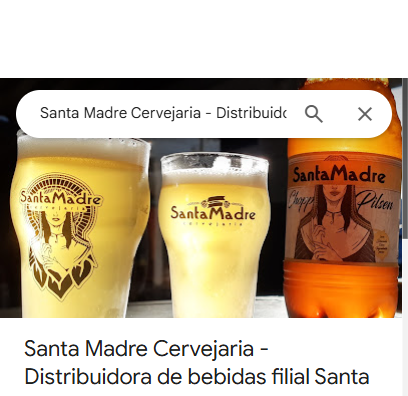 Santa Madre Cervejaria - Distribuido
SantaMadre
cervejaria
SantaMadre
cervejaria
SantaMadre
Chopp Pilsen
Santa Madre Cervejaria -
Distribuidora de bebidas filial Santa